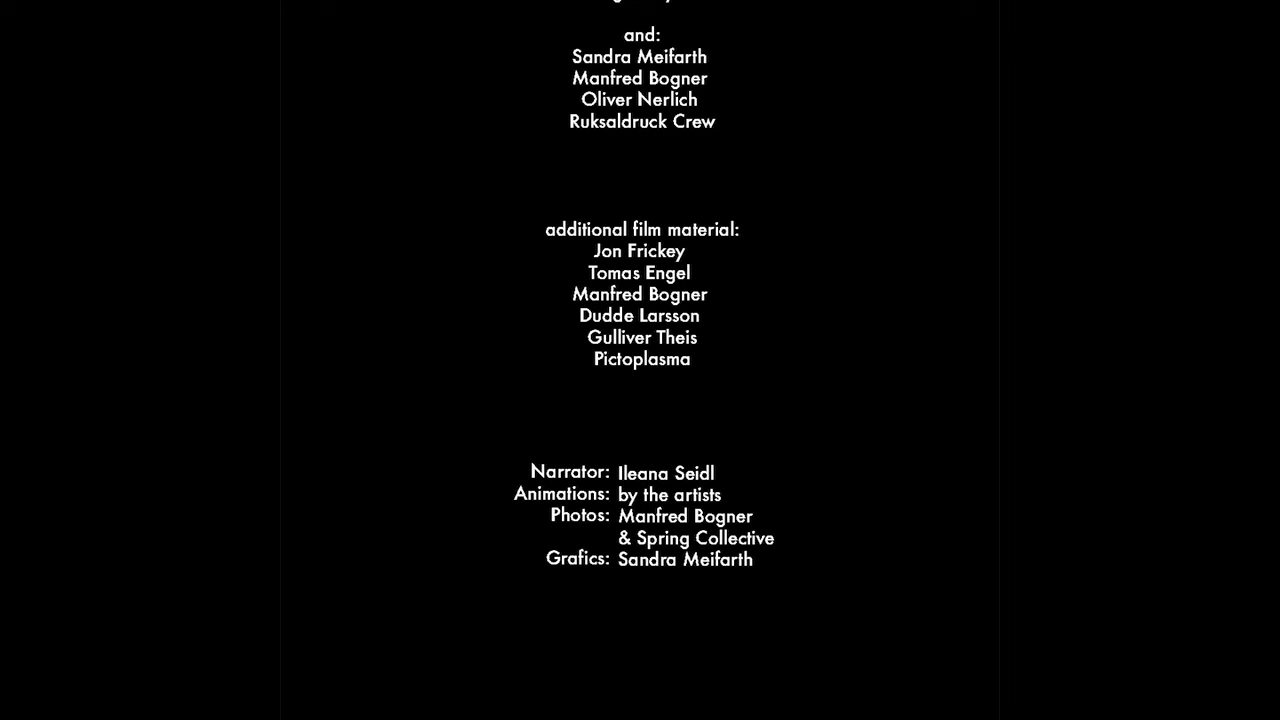 and:
Sandra Meifarth
Manfred Bogner
Oliver Nerlich
Ruksaldruck Crew
additional film material:
Jon Frickey
Tomas Engel
Manfred Bogner
Dudde Larsson
Gulliver Theis
Pictoplasma
Narrator: Ileana Seidl
Animations: by the artists
Photos: Manfred Bogner
& Spring Collective
Grafics: Sandra Meifarth